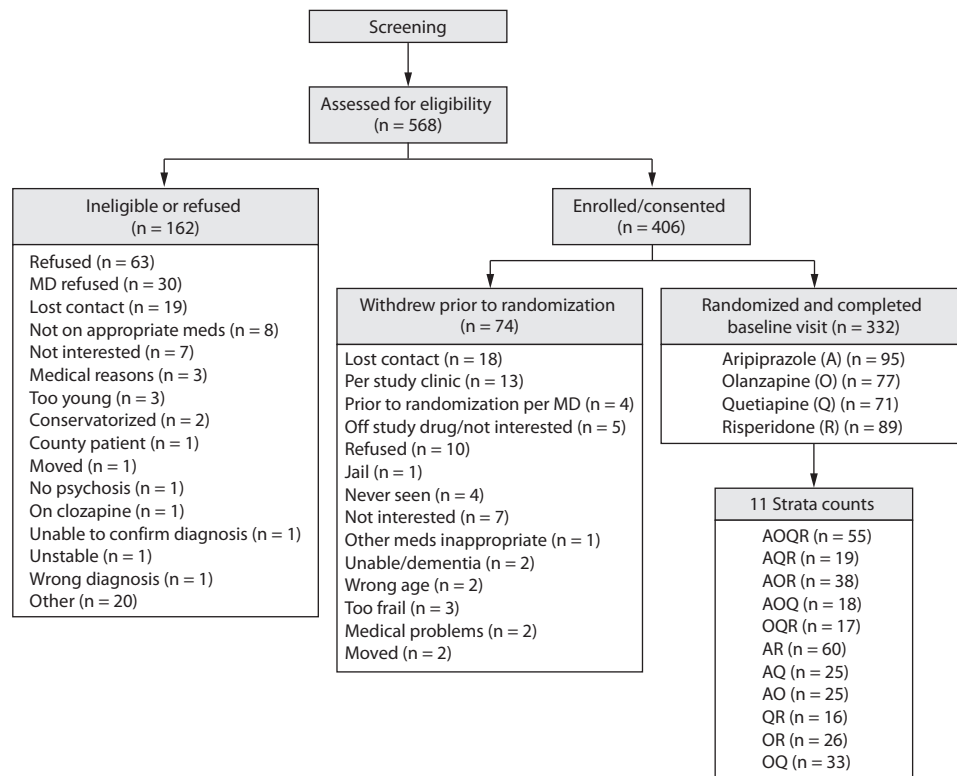 Screening
Assessed for eligibility
(n = 568)
Ineligible or refused
(n = 162)
Refused (n = 63)
MD refused (n = 30)
Lost contact (n = 19)
Not on appropriate meds (n = 8)
Not interested (n = 7)
Medical reasons (n = 3)
Too young (n = 3)
Conservatorized (n = 2)
County patient (n = 1)
Moved (n = 1)
No psychosis (n = 1)
On clozapine (n = 1)
Unable to confirm diagnosis (n = 1)
Unstable (n = 1)
Wrong diagnosis (n = 1)
Other (n = 20)
Enrolled/consented
(n = 406)
Withdrew prior to randomization
(n = 74)
Lost contact (n = 18)
Per study clinic (n = 13)
Prior to randomization per MD (n = 4)
Off study drug/not interested (n = 5)
Refused (n = 10)
Jail (n = 1)
Never seen (n = 4)
Not interested (n = 7)
Other meds inappropriate (n = 1)
Unable/dementia (n = 2)
Wrong age (n = 2)
Too frail (n = 3)
Medical problems (n = 2)
Moved (n = 2)
Randomized and completed
baseline visit (n = 332)
Aripiprazole (A) (n = 95)
Olanzapine (O) (n = 77)
Quetiapine (Q) (n = 71)
Risperidone (R) (n = 89)
11 Strata counts
AOQR (n = 55)
AQR (n = 19)
AOR (n = 38)
AOQ (n = 18)
OQR (n = 17)
AR (n = 60)
AQ (n = 25)
AO (n = 25)
QR (n = 16)
OR (n = 26)
OQ (n = 33)